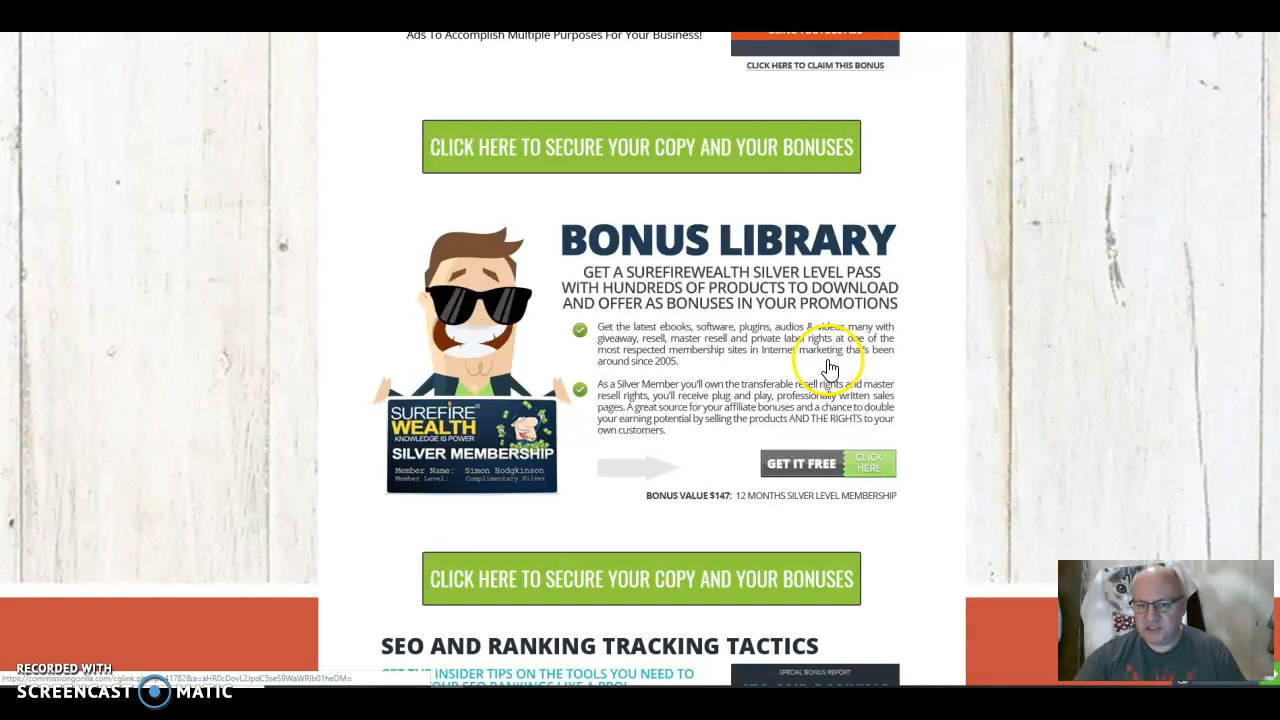 Ads To Accomplish Multiple Purposes For Your Business!
CLICK HERE TO CLAIM THIS BONUS
CLICK HERE TO SECURE YOUR COPY AND YOUR BONUSES
BONUS LIBRARY
GET A SUREFIREWEALTH SILVER LEVEL PASS
WITH HUNDREDS OF PRODUCTS TO DOWNLOAD
AND OFFER AS BONUSES IN YOUR PROMOTIONS
Get the latest ebooks, software, plugins, audios & videos many with
giveaway, resell, master resell and private label rights at one of the
most respected membership sites in Internet marketing that's been
around since 2005.
As a Silver Member you'll own the transferable resell rights and master
resell rights, you'll receive plug and play, professionally written sales
pages. A great source for your affiliate bonuses and a chance to double
your earning potential by selling the products AND THE RIGHTS to your
own customers.
SUREFIRE
WEALTH
KNOWLEDGE IS POWER
SILVER MEMBERSHIP
Member Name: Simon Hodgkinson
Member Level: Complimentary Silver
GET IT FREE
CLICK
HERE
BONUS VALUE $147: 12 MONTHS SILVER LEVEL MEMBERSHIP
CLICK HERE TO SECURE YOUR COPY AND YOUR BONUSES
SEO AND RANKING TRACKING TACTICS
GET THE INSIDER TIPS ON THE TOOLS YOU NEED TO
YOUR SEO RANKINGS LIKE A PRO!
SPECIAL BONUS REPORT
RECORDED WITH
SCREENCAST MATIC